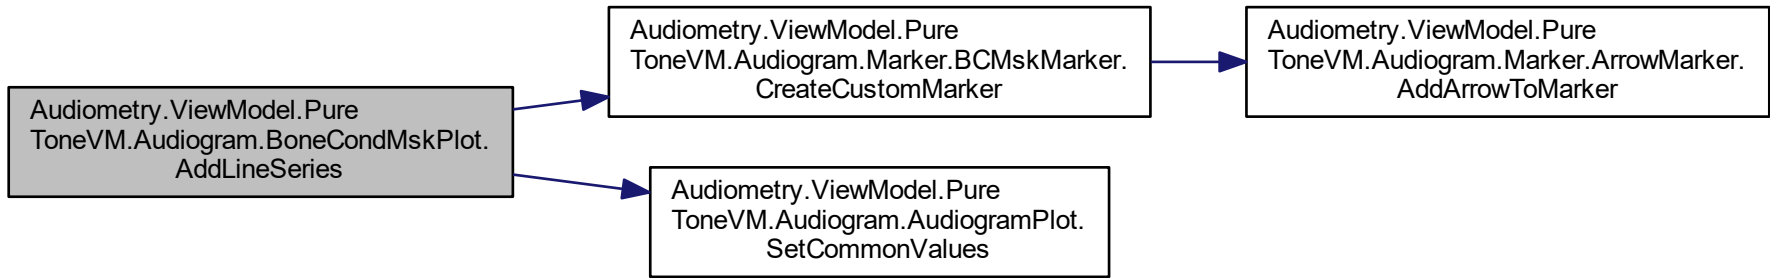 Audiometry.ViewModel.Pure
ToneVM.Audiogram.BoneCondMskPlot.
AddLineSeries
Audiometry.ViewModel.Pure
ToneVM.Audiogram.Marker.BCMskMarker.
CreateCustomMarker
Audiometry.ViewModel.Pure
ToneVM.Audiogram.Marker.ArrowMarker.
AddArrowToMarker
Audiometry.ViewModel.Pure
ToneVM.Audiogram.AudiogramPlot.
SetCommonValues